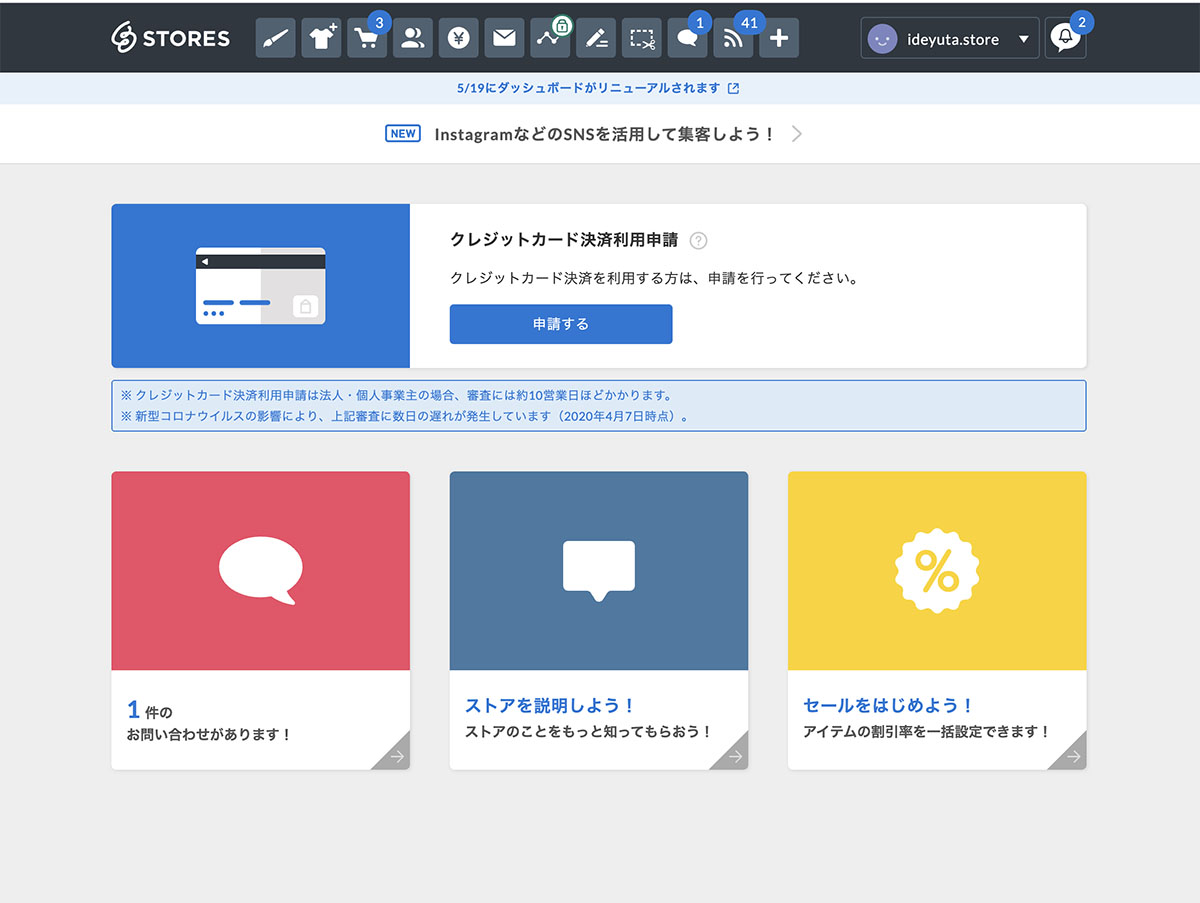 STORES
3
1
41
ideyuta.store
2
5/19にダッシュボードがリニューアルされます
NEW InstagramなどのSNSを活用して集客しよう！
クレジットカード決済利用申請 ?
クレジットカード決済を利用する方は、申請を行ってください。
申請する
※ クレジットカード決済利用申請は法人・個人事業主の場合、審査には約10営業日ほどかかります。
※ 新型コロナウイルスの影響により、上記審査に数日の遅れが発生しています（2020年4月7日時点）。
1 件の
お問い合わせがあります！
ストアを説明しよう！
ストアのことをもっと知ってもらおう！
%
セールをはじめよう！
アイテムの割引率を一括設定できます！